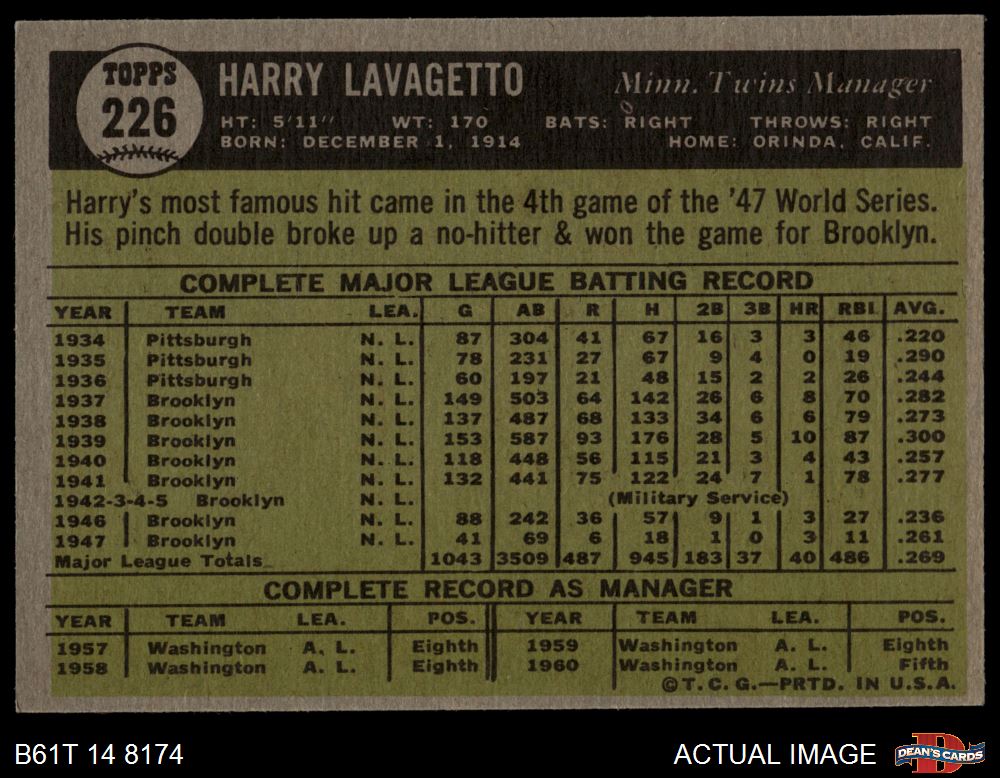 TOPPS
226
HARRY LAVAGETTO Minn. Twins Manager
HT: 5'11" WT: 170 BATS: RIGHT THROWS: RIGHT
BORN: DECEMBER 1, 1914 HOME: ORINDA, CALIF.
Harry's most famous hit came in the 4th game of the '47 World Series.
His pinch double broke up a no-hitter & won the game for Brooklyn.
COMPLETE MAJOR LEAGUE BATTING RECORD
YEAR TEAM LEA. G AB R H 2B 3B HR RBI AVG.
1934 Pittsburgh N. L. 87 304 41 67 16 3 3 46 .220
1935 Pittsburgh N. L. 78 231 27 67 9 4 0 19 .290
1936 Pittsburgh N. L. 60 197 21 48 15 2 2 26 .244
1937 Brooklyn N. L. 149 503 64 142 26 6 8 70 .282
1938 Brooklyn N. L. 137 487 68 133 34 6 6 79 .273
1939 Brooklyn N. L. 153 587 93 176 28 5 10 87 .300
1940 Brooklyn N. L. 118 448 56 115 21 3 4 43 .257
1941 Brooklyn N. L. 132 441 75 122 24 7 1 78 .277
1942-3-4-5 Brooklyn N. L. (Military Service)
1946 Brooklyn N. L. 88 242 36 57 9 1 3 27 .236
1947 Brooklyn N. L. 41 69 6 18 1 0 3 11 .261
Major League Totals 1043 3509 487 945 183 37 40 486 .269
COMPLETE RECORD AS MANAGER
YEAR TEAM LEA. POS. YEAR TEAM LEA. POS.
1957 Washington A. L. Eighth 1959 Washington A. L. Eighth
1958 Washington A. L. Eighth 1960 Washington A. L. Fifth
©T. C. G.—PRTD. IN U.S.A.
B61T 14 8174 ACTUAL IMAGE DEAN'S CARDS